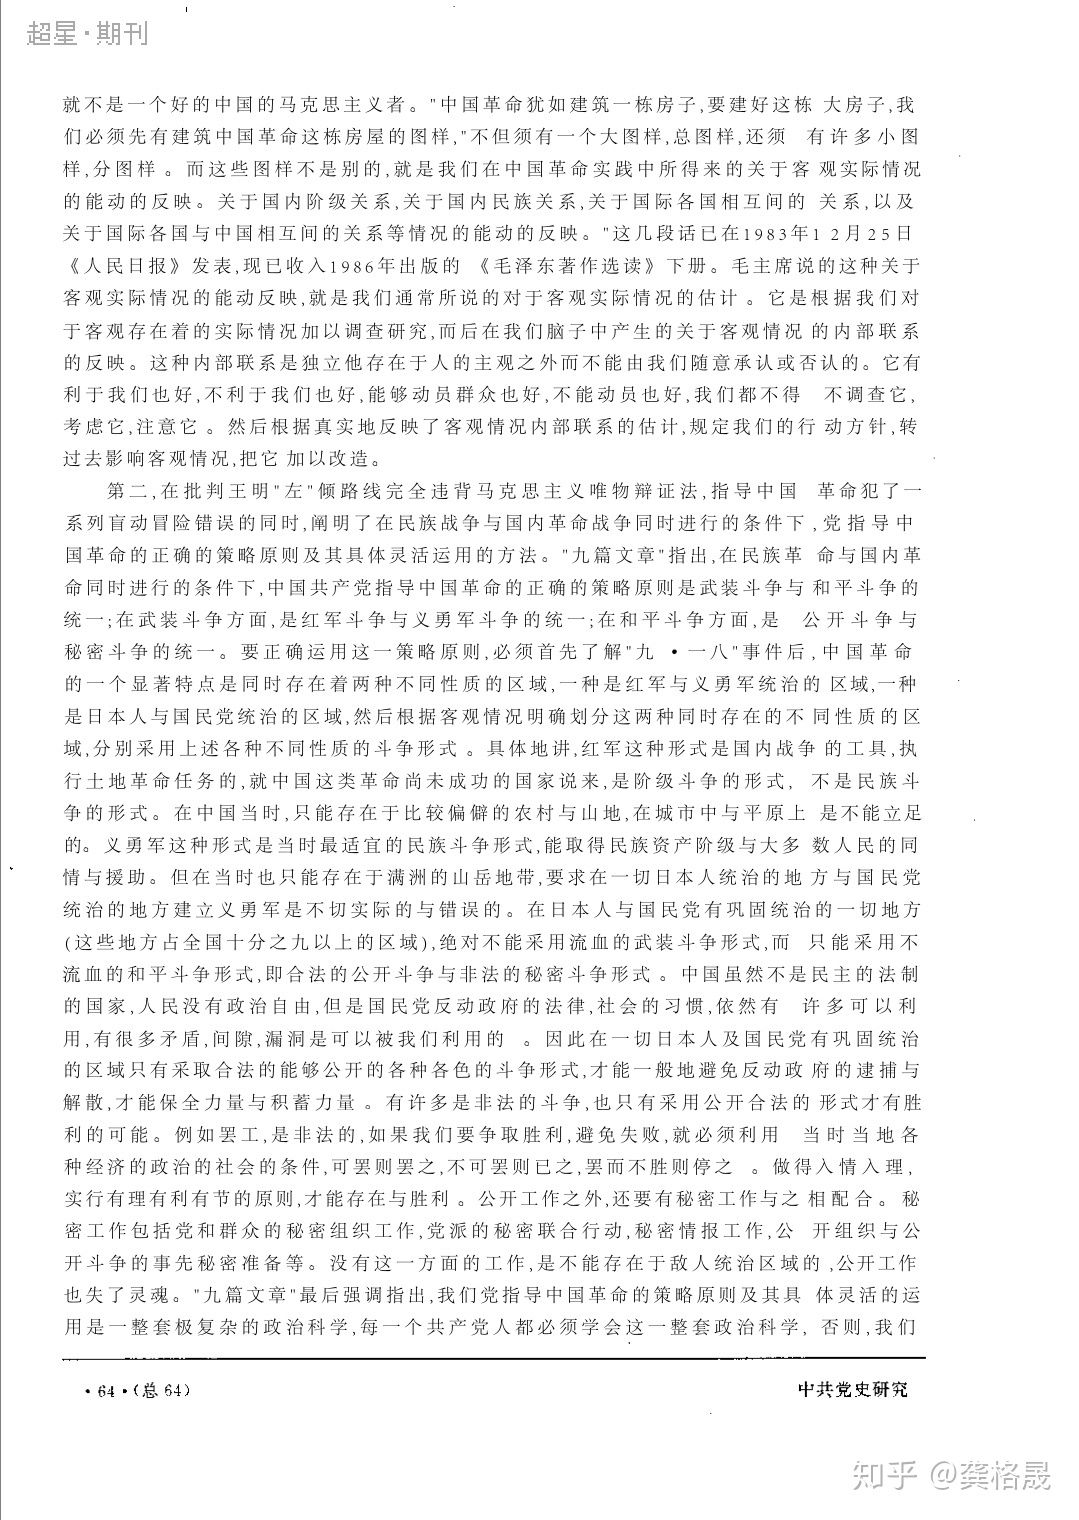 超星·期刊
就不是一个好的中国的马克思主义者。"中国革命犹如建筑一栋房子,要建好这栋 大房子,我
们必须先有建筑中国革命这栋房屋的图样,"不但须有一个大图样,总图样,还须 有许多小图
样,分图样 。而这些图样不是别的,就是我们在中国革命实践中所得来的关于客 观实际情况
的能动的反映。关于国内阶级关系,关于国内民族关系,关于国际各国相互间的 关系,以及
关于国际各国与中国相互间的关系等情况的能动的反映。"这几段话已在1983年1 2月25日
《人民日报》发表,现已收入1986年出版的 《毛泽东著作选读》下册。毛主席说的这种关于
客观实际情况的能动反映,就是我们通常所说的对于客观实际情况的估计 。它是根据我们对
于客观存在着的实际情况加以调查研究,而后在我们脑子中产生的关于客观情况 的内部联系
的反映。这种内部联系是独立他存在于人的主观之外而不能由我们随意承认或否认的。它有
利于我们也好,不利于我们也好,能够动员群众也好,不能动员也好,我们都不得 不调查它,
考虑它,注意它 。然后根据真实地反映了客观情况内部联系的估计,规定我们的行 动方针,转
过去影响客观情况,把它 加以改造。
第二,在批判王明"左"倾路线完全违背马克思主义唯物辩证法,指导中国 革命犯了一
系列盲动冒险错误的同时,阐明了在民族战争与国内革命战争同时进行的条件下,党指导中
国革命的正确的策略原则及其具体灵活运用的方法。"九篇文章"指出,在民族革 命与国内革
命同时进行的条件下,中国共产党指导中国革命的正确的策略原则是武装斗争与 和平斗争的
统一;在武装斗争方面,是红军斗争与义勇军斗争的统一;在和平斗争方面,是 公开斗争与
秘密斗争的统一。要正确运用这一策略原则,必须首先了解"九 ·一八"事件后,中国革命
的一个显著特点是同时存在着两种不同性质的区域,一种是红军与义勇军统治的 区域,一种
是日本人与国民党统治的区域,然后根据客观情况明确划分这两种同时存在的不 同性质的区
域,分别采用上述各种不同性质的斗争形式 。具体地讲,红军这种形式是国内战争 的工具,执
行土地革命任务的,就中国这类革命尚未成功的国家说来,是阶级斗争的形式, 不是民族斗
争的形式。在中国当时,只能存在于比较偏僻的农村与山地,在城市中与平原上 是不能立足
的。义勇军这种形式是当时最适宜的民族斗争形式,能取得民族资产阶级与大多 数人民的同
情与援助。但在当时也只能存在于满洲的山岳地带,要求在一切日本人统治的地 方与国民党
统治的地方建立义勇军是不切实际的与错误的。在日本人与国民党有巩固统治的一切地方
(这些地方占全国十分之九以上的区域),绝对不能采用流血的武装斗争形式,而 只能采用不
流血的和平斗争形式,即合法的公开斗争与非法的秘密斗争形式 。中国虽然不是民主的法制
的国家,人民没有政治自由,但是国民党反动政府的法律,社会的习惯,依然有 许多可以利
用,有很多矛盾,间隙,漏洞是可以被我们利用的 。因此在一切日本人及国民党有巩固统治
的区域只有采取合法的能够公开的各种各色的斗争形式,才能一般地避免反动政 府的逮捕与
解散,才能保全力量与积蓄力量 。有许多是非法的斗争,也只有采用公开合法的 形式才有胜
利的可能。例如罢工,是非法的,如果我们要争取胜利,避免失败,就必须利用 当时当地各
种经济的政治的社会的条件,可罢则罢之,不可罢则已之,罢而不胜则停之 。做得入情入理,
实行有理有利有节的原则,才能存在与胜利 。公开工作之外,还要有秘密工作与之 相配合。秘
密工作包括党和群众的秘密组织工作,党派的秘密联合行动,秘密情报工作,公 开组织与公
开斗争的事先秘密准备等。没有这一方面的工作,是不能存在于敌人统治区域的 ,公开工作
也失了灵魂。"九篇文章"最后强调指出,我们党指导中国革命的策略原则及其具 体灵活的运
用是一整套极复杂的政治科学,每一个共产党人都必须学会这一整套政治科学, 否则,我们
·64·(总64) 中共党史研究
知乎 @龚格晟